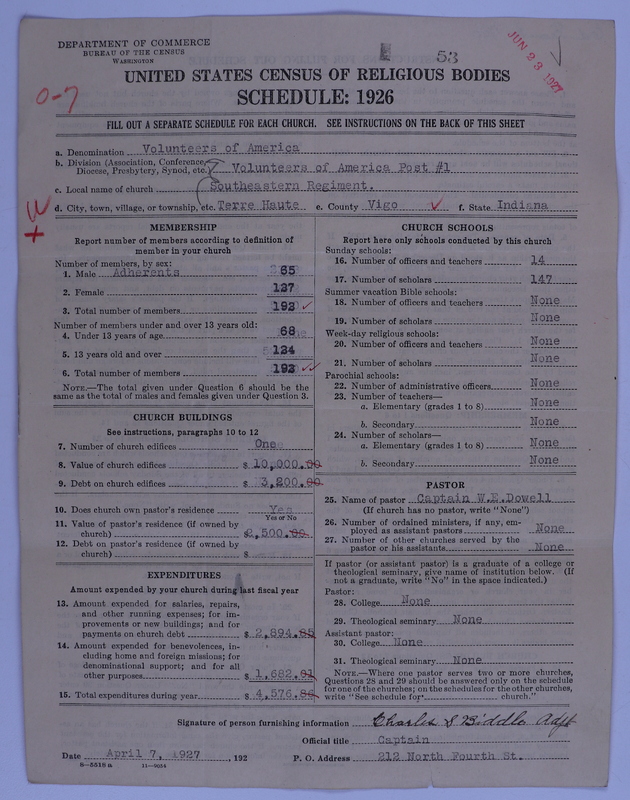 DEPARTMENT OF COMMERCE
BUREAU OF THE CENSUS
WASHINGTON
53
JUN 23 1927
UNITED STATES CENSUS OF RELIGIOUS BODIES
SCHEDULE: 1926
0-7
FILL OUT A SEPARATE SCHEDULE FOR EACH CHURCH. SEE INSTRUCTIONS ON THE BACK OF THIS SHEET
a. Denomination Volunteers of America
b. Division (Association, Conference,
Diocese, Presbytery, Synod, etc.) Volunteers of America Post #1
c. Local name of church Southeastern Regiment.
d. City, town, village, or township, etc. Terre Haute e. County Vigo f. State Indiana
MEMBERSHIP
Report number of members according to definition of
member in your church
Number of members, by sex:
1. Male Adherents 65
2. Female 127
3. Total number of members 192
Number of members under and over 13 years old:
4. Under 13 years of age 68
5. 13 years old and over 124
6. Total number of members 192
NOTE.—The total given under Question 6 should be the
same as the total of males and females given under Question 3.
CHURCH BUILDINGS
See instructions, paragraphs 10 to 12
7. Number of church edifices One
8. Value of church edifices $ 10,000.00
9. Debt on church edifices $ 3,200.00
10. Does church own pastor's residence Yes
Yes or No
11. Value of pastor's residence (if owned by
church) $2,500.00
12. Debt on pastor's residence (if owned by
church) $
EXPENDITURES
Amount expended by your church during last fiscal year
13. Amount expended for salaries, repairs,
and other running expenses; for im-
provements or new buildings; and for
payments on church debt $ 2,894.85
14. Amount expended for benevolences, in-
cluding home and foreign missions; for
denominational support; and for all
other purposes $ 1,682.01
15. Total expenditures during year $ 4,576.86
CHURCH SCHOOLS
Report here only schools conducted by this church
Sunday schools:
16. Number of officers and teachers 14
17. Number of scholars 147
Summer vacation Bible schools:
18. Number of officers and teachers None
19. Number of scholars None
Week-day religious schools:
20. Number of officers and teachers None
21. Number of scholars None
Parochial schools:
22. Number of administrative officers None
23. Number of teachers—
a. Elementary (grades 1 to 8) None
b. Secondary None
24. Number of scholars—
a. Elementary (grades 1 to 8) None
b. Secondary None
PASTOR
25. Name of pastor Captain W.E.Dowell
(If church has no pastor, write "None")
26. Number of ordained ministers, if any, em-
ployed as assistant pastors None
27. Number of other churches served by the
pastor or his assistants None
If pastor (or assistant pastor) is a graduate of a college or
theological seminary, give name of institution below. (If
not a graduate, write "No" in the space indicated.)
Pastor:
28. College None
29. Theological seminary None
Assistant pastor:
30. College None
31. Theological seminary None
NOTE.—Where one pastor serves two or more churches,
Questions 28 and 29 should be answered only on the schedule
for one of the churches; on the schedules for the other churches,
write "See schedule for church."
Signature of person furnishing information Charles S Biddle Adjt
Official title Captain
Date April 7, 1927, 192 P. O. Address 212 North Fourth St.
8-5518 a 11-9054